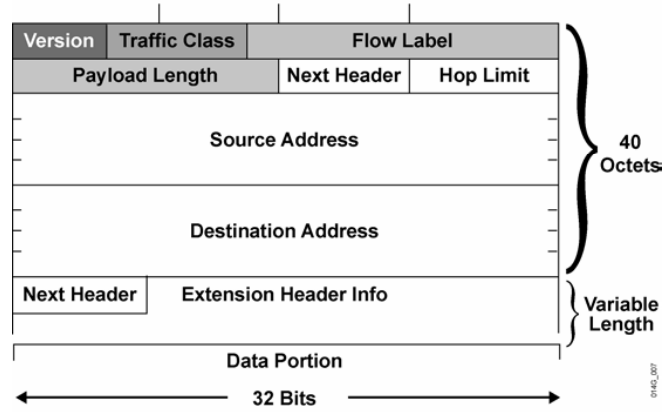 Version Traffic Class Flow Label
Payload Length Next Header Hop Limit
Source Address
40
Octets
Destination Address
Next Header Extension Header Info
Variable
Length
Data Portion
32 Bits
014G_007